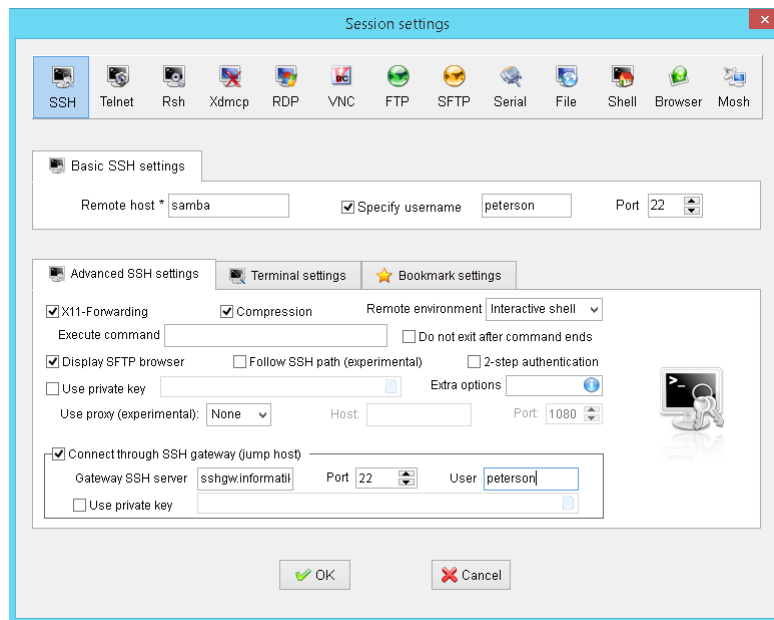 Session settings
SSH Telnet Rsh Xdmcp RDP VNC FTP SFTP Serial File Shell Browser Mosh
Basic SSH settings
Remote host * samba Specify username peterson Port 22
Advanced SSH settings Terminal settings Bookmark settings
X11-Forwarding Compression Remote environment Interactive shell
Execute command Do not exit after command ends
Display SFTP browser Follow SSH path (experimental) 2-step authentication
Use private key Extra options
Use proxy (experimental): None Host: Port: 1080
Connect through SSH gateway (jump host)
Gateway SSH server sshgw.informatik Port 22 User peterson
Use private key
OK Cancel